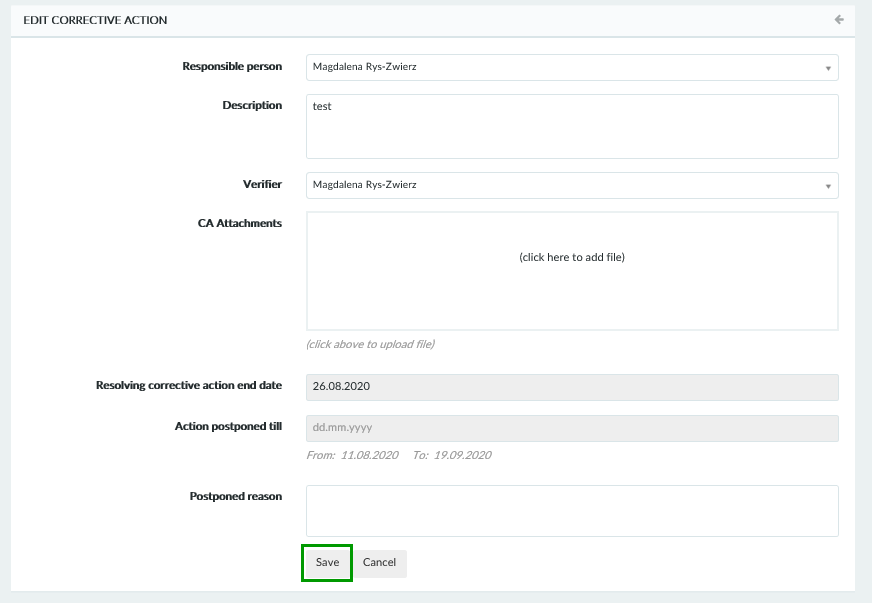 EDIT CORRECTIVE ACTION
Responsible person
Magdalena Rys-Zwierz
Description
test
Verifier
Magdalena Rys-Zwierz
CA Attachments
(click here to add file)
(click above to upload file)
Resolving corrective action end date
26.08.2020
Action postponed till
dd.mm.yyyy
From: 11.08.2020 To: 19.09.2020
Postponed reason
Save Cancel